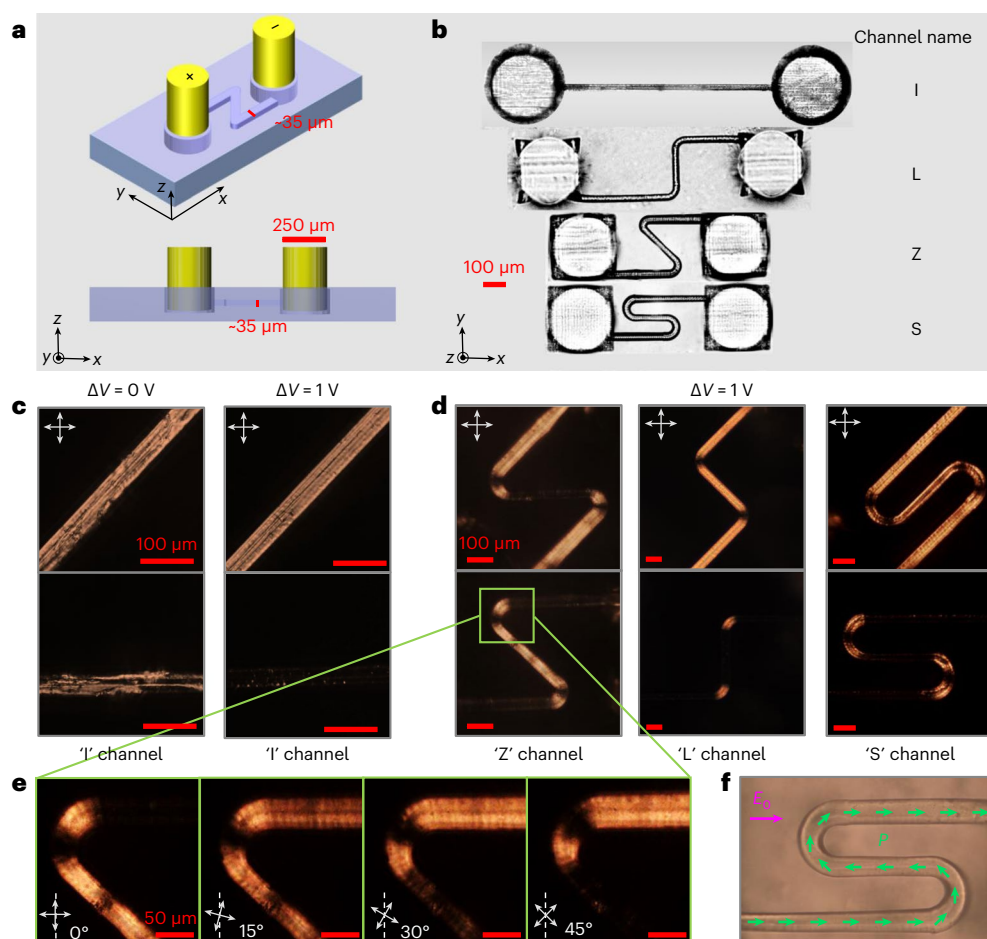 a
+
−
~35 µm
y
z
x
250 µm
~35 µm
z
y
x
b
Channel name
I
L
Z
S
100 µm
y
z
x
c
ΔV = 0 V
ΔV = 1 V
100 µm
'I' channel
'I' channel
d
ΔV = 1 V
100 µm
'Z' channel
'L' channel
'S' channel
e
0°
50 µm
15°
30°
45°
f
E₀
P